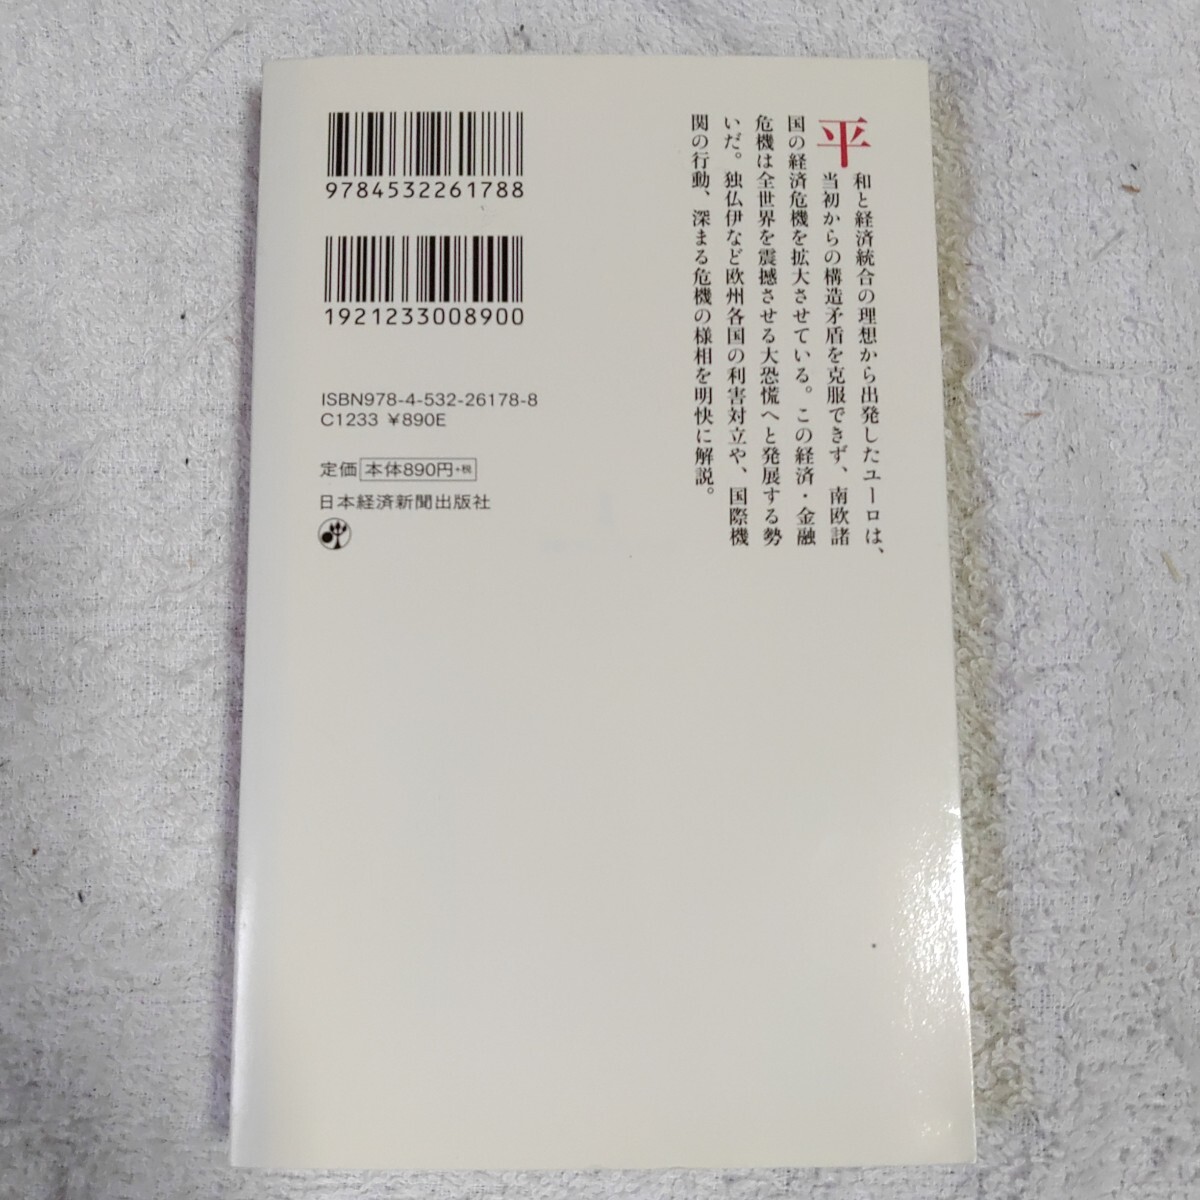 平
和と経済統合の理想から出発したユーロは、
当初からの構造矛盾を克服できず、南欧諸
国の経済危機を拡大させている。この経済・金融
危機は全世界を震撼させる大恐慌へと発展する勢
いだ。独仏伊など欧州各国の利害対立や、国際機
関の行動、深まる危機の様相を明快に解説。
9784532261788
1921233008900
ISBN978-4-532-26178-8
C1233 ¥890E
定価 本体890円+税
日本経済新聞出版社